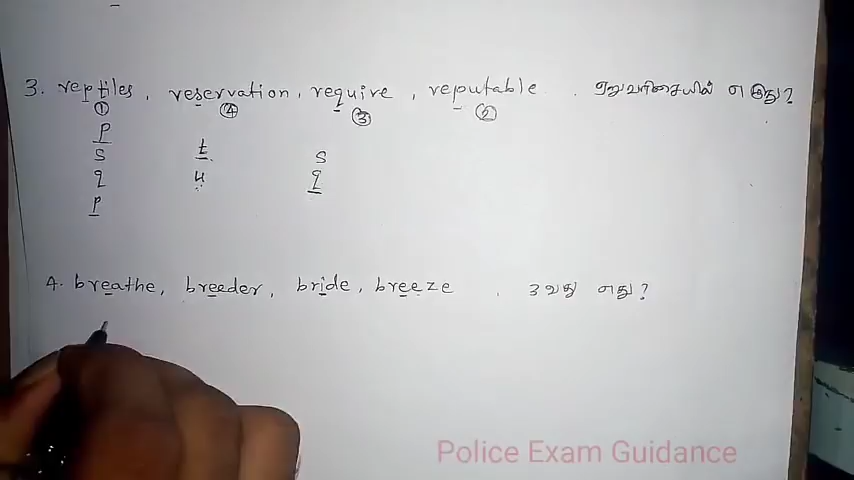 3. reptiles, reservation, require, reputable. ஏறுவரிசையில் எது?
① ④ ③ ②
p
s t s
q u q
p
4. breathe, breeder, bride, breeze. 3வது எது?
Police Exam Guidance